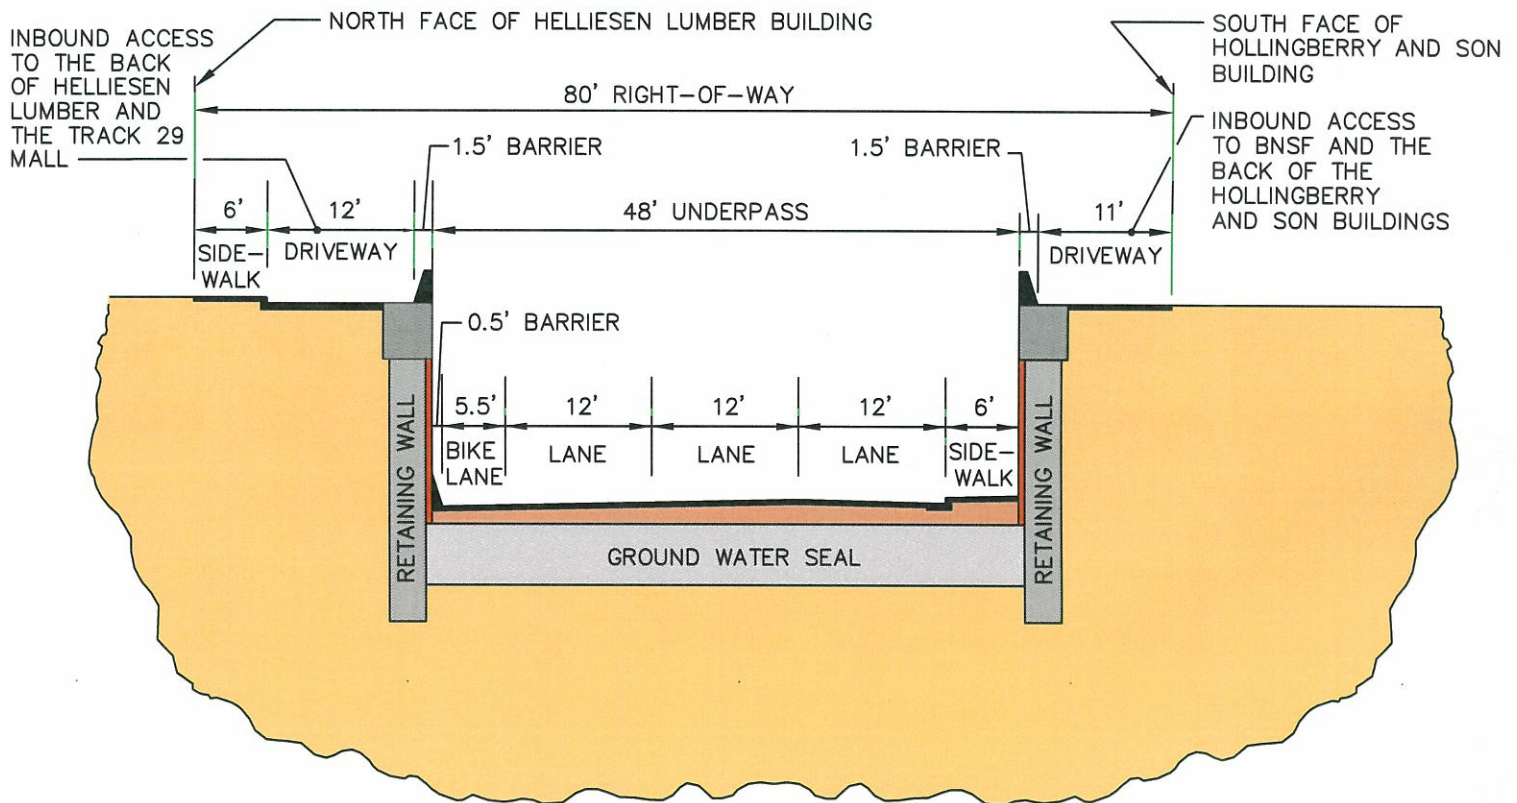 NORTH FACE OF HELLIESEN LUMBER BUILDING
INBOUND ACCESS
TO THE BACK
OF HELLIESEN
LUMBER AND
THE TRACK 29
MALL
SOUTH FACE OF
HOLLINGBERRY AND SON
BUILDING
80' RIGHT-OF-WAY
INBOUND ACCESS
TO BNSF AND THE
BACK OF THE
HOLLINGBERRY
AND SON BUILDINGS
1.5' BARRIER
1.5' BARRIER
6'
12'
48' UNDERPASS
11'
SIDE-
WALK
DRIVEWAY
DRIVEWAY
0.5' BARRIER
5.5'
12'
12'
12'
6'
BIKE
LANE
LANE
LANE
LANE
SIDE-
WALK
RETAINING WALL
RETAINING WALL
GROUND WATER SEAL